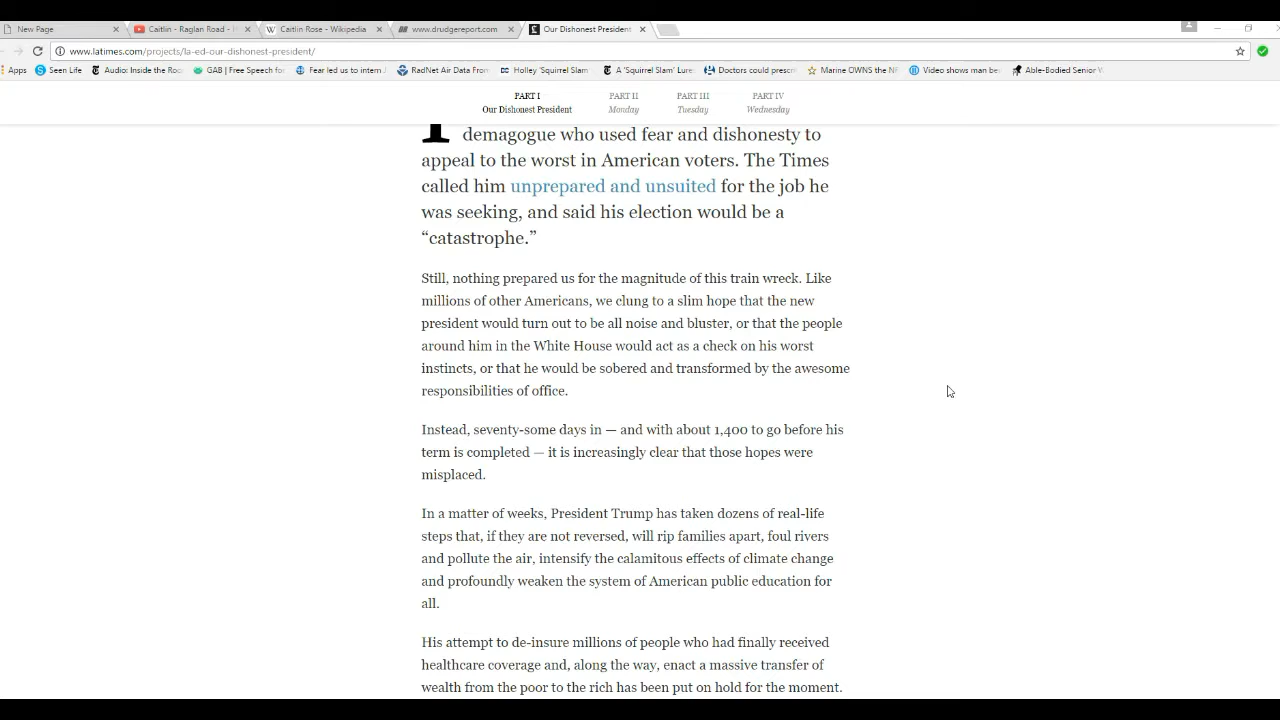 New Page
Caitlin - Raglan Road - 
Caitlin Rose - Wikipedia
www.drudgereport.com
Our Dishonest President
www.latimes.com/projects/la-ed-our-dishonest-president/
Apps
Seen Life
Audio: Inside the Roc
GAB | Free Speech for
Fear led us to intern J
RadNet Air Data From
Holley 'Squirrel Slam
A 'Squirrel Slam' Lure
Doctors could prescr
Marine OWNS the NF
Video shows man be
Able-Bodied Senior
PART I
Our Dishonest President
PART II
Monday
PART III
Tuesday
PART IV
Wednesday
demagogue who used fear and dishonesty to
appeal to the worst in American voters. The Times
called him unprepared and unsuited for the job he
was seeking, and said his election would be a
“catastrophe.”
Still, nothing prepared us for the magnitude of this train wreck. Like
millions of other Americans, we clung to a slim hope that the new
president would turn out to be all noise and bluster, or that the people
around him in the White House would act as a check on his worst
instincts, or that he would be sobered and transformed by the awesome
responsibilities of office.
Instead, seventy-some days in — and with about 1,400 to go before his
term is completed — it is increasingly clear that those hopes were
misplaced.
In a matter of weeks, President Trump has taken dozens of real-life
steps that, if they are not reversed, will rip families apart, foul rivers
and pollute the air, intensify the calamitous effects of climate change
and profoundly weaken the system of American public education for
all.
His attempt to de-insure millions of people who had finally received
healthcare coverage and, along the way, enact a massive transfer of
wealth from the poor to the rich has been put on hold for the moment.